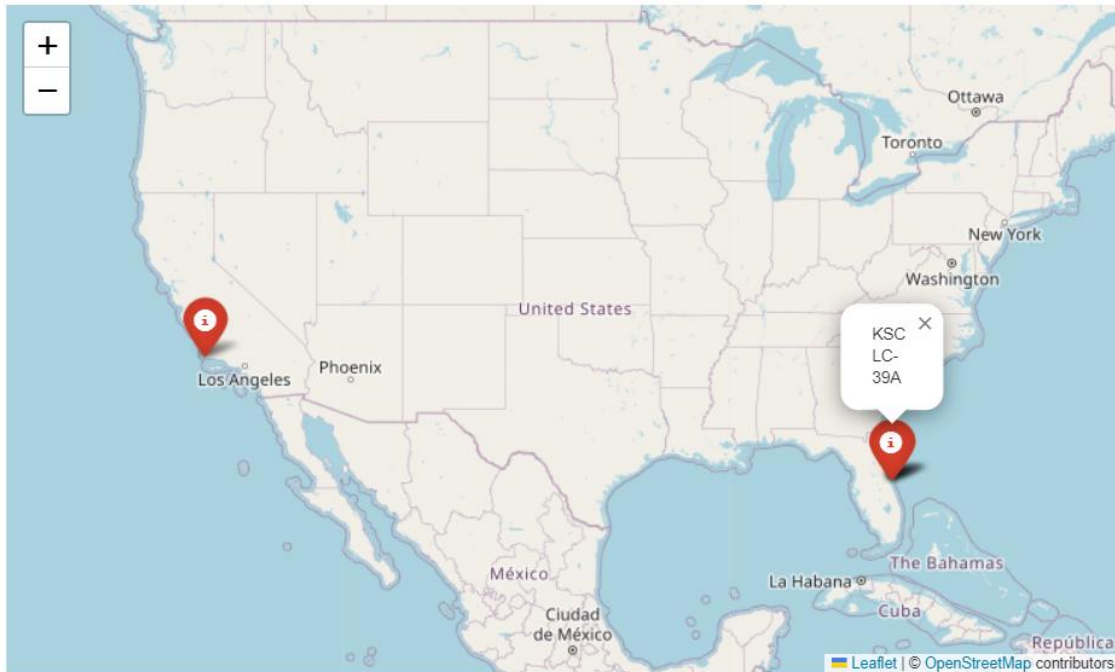 +
−
Ottawa
Toronto
New York
Washington
United States
×
KSC
LC-
39A
i
i
Los Angeles
Phoenix
The Bahamas
México
La Habana
Cuba
Ciudad
de México
República
Leaflet | © OpenStreetMap contributors